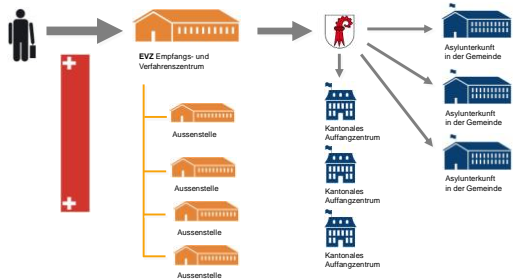 EVZ Empfangs- und
Verfahrenszentrum
Aussenstelle
Aussenstelle
Aussenstelle
Aussenstelle
Kantonales
Auffangzentrum
Kantonales
Auffangzentrum
Kantonales
Auffangzentrum
Asylunterkunft
in der Gemeinde
Asylunterkunft
in der Gemeinde
Asylunterkunft
in der Gemeinde